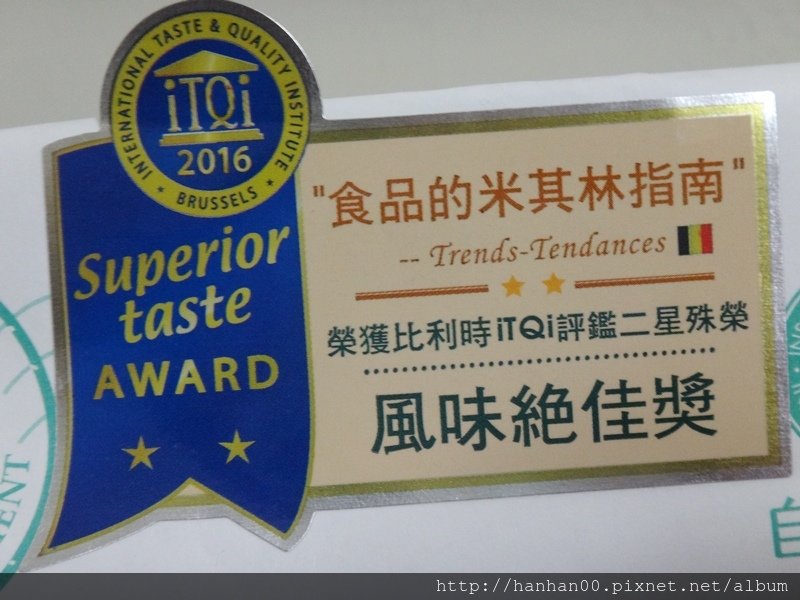 INTERNATIONAL TASTE & QUALITY INSTITUTE
iTQi
2016
BRUSSELS
Superior
taste
AWARD
"食品的米其林指南"
-- Trends-Tendances
榮獲比利時iTQi評鑑二星殊榮
風味絕佳獎
http://hanhan00.pixnet.net/album